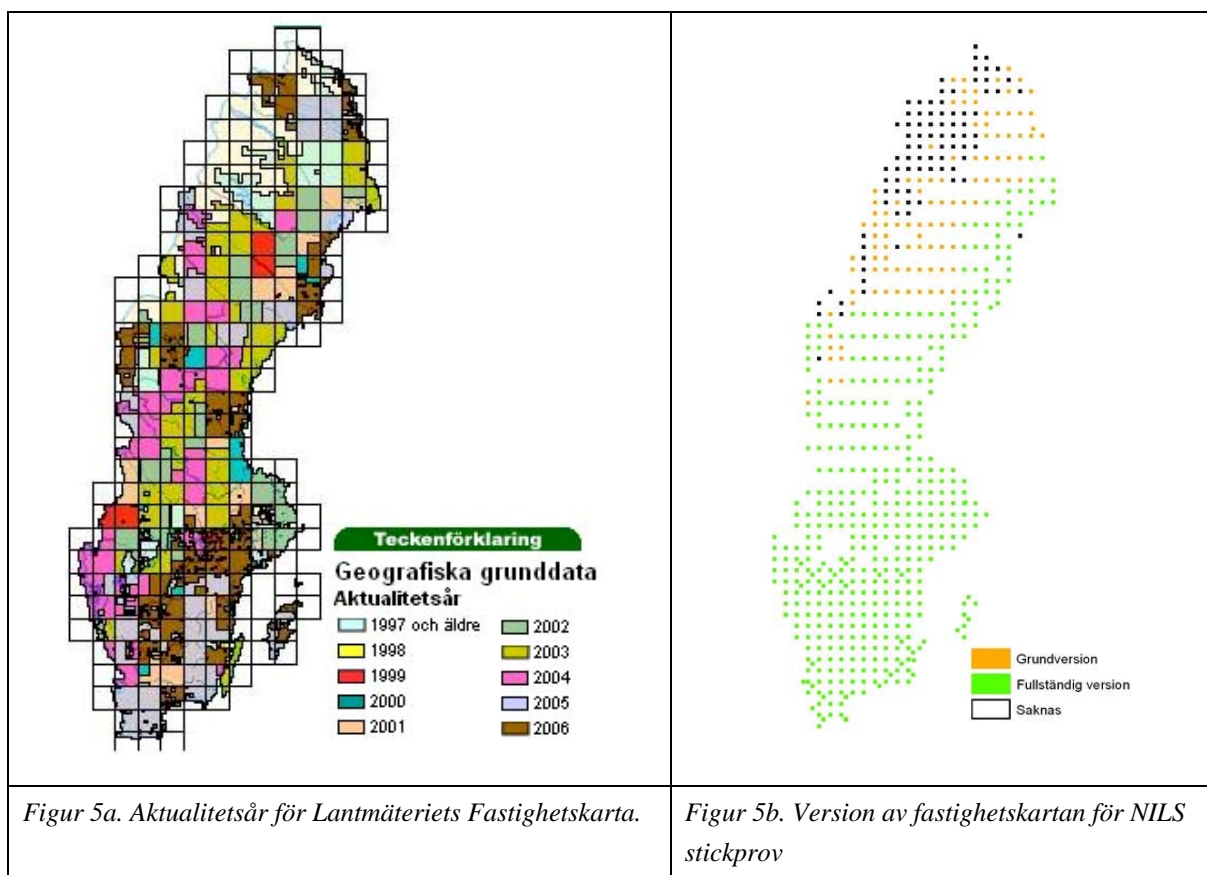 Teckenförklaring
Geografiska grunddata
Aktualitetsår
1997 och äldre
1998
1999
2000
2001
2002
2003
2004
2005
2006
Grundversion
Fullständig version
Saknas
Figur 5a. Aktualitetsår för Lantmäteriets Fastighetskarta.
Figur 5b. Version av fastighetskartan för NILS
stickprov